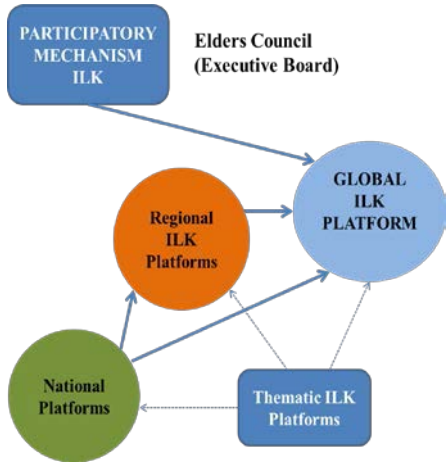 PARTICIPATORY
MECHANISM
ILK
Elders Council
(Executive Board)
GLOBAL
ILK
PLATFORM
Regional
ILK
Platforms
National
Platforms
Thematic ILK
Platforms